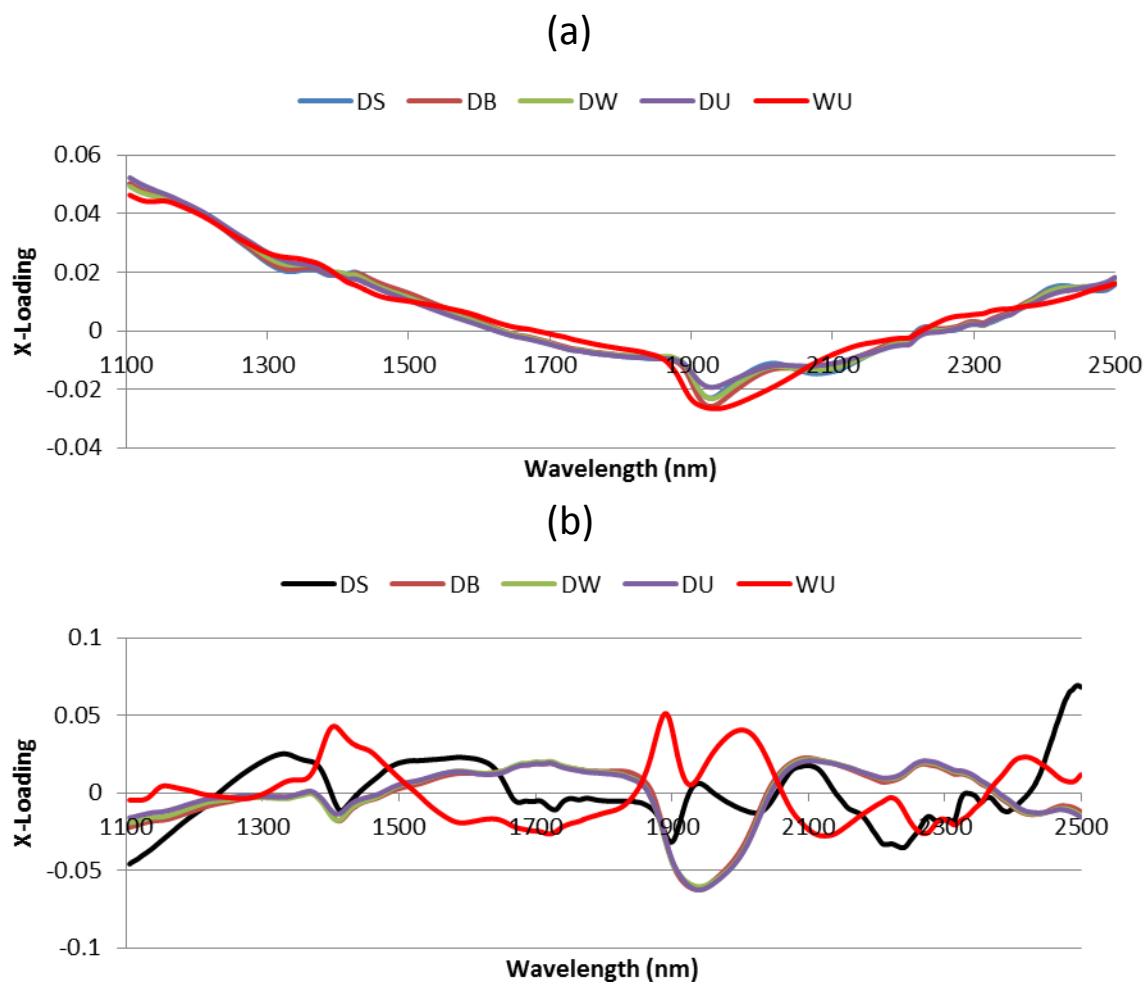 (a)
DS DB DW DU WU
0.06
0.04
0.02
0
-0.02
-0.04
X-Loading
1100 1300 1500 1700 1900 2100 2300 2500
Wavelength (nm)
(b)
DS DB DW DU WU
0.1
0.05
0
-0.05
-0.1
X-Loading
1100 1300 1500 1700 1900 2100 2300 2500
Wavelength (nm)